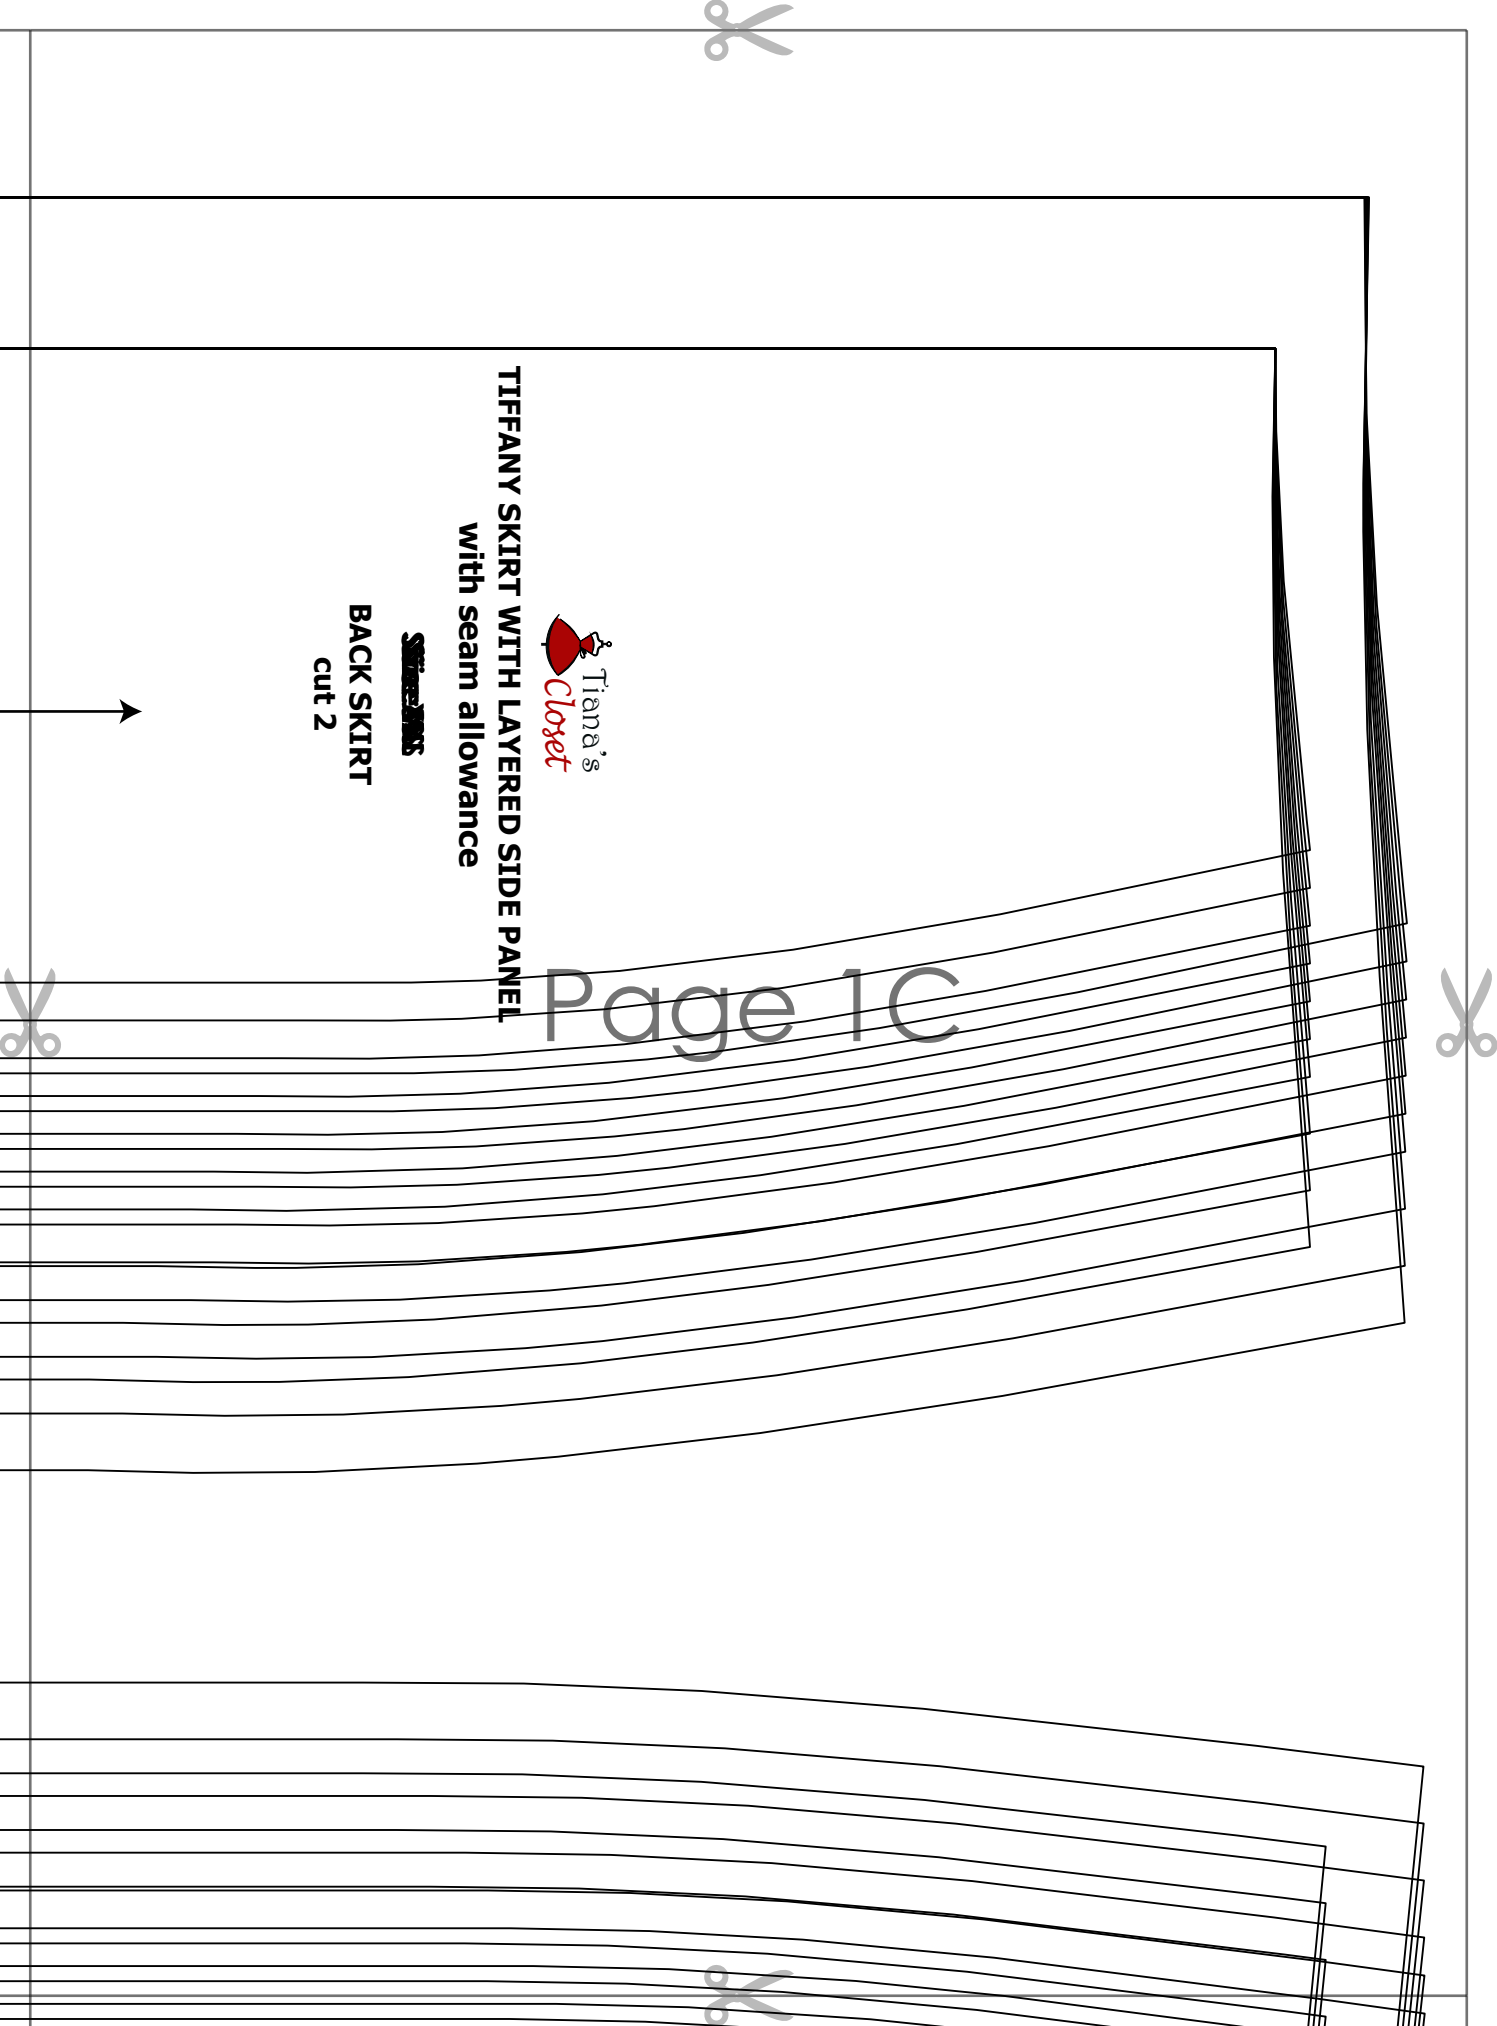 Tiana's
Closet
TIFFANY SKIRT WITH LAYERED SIDE PANEL
with seam allowance
BACK SKIRT
cut 2
Page 1C